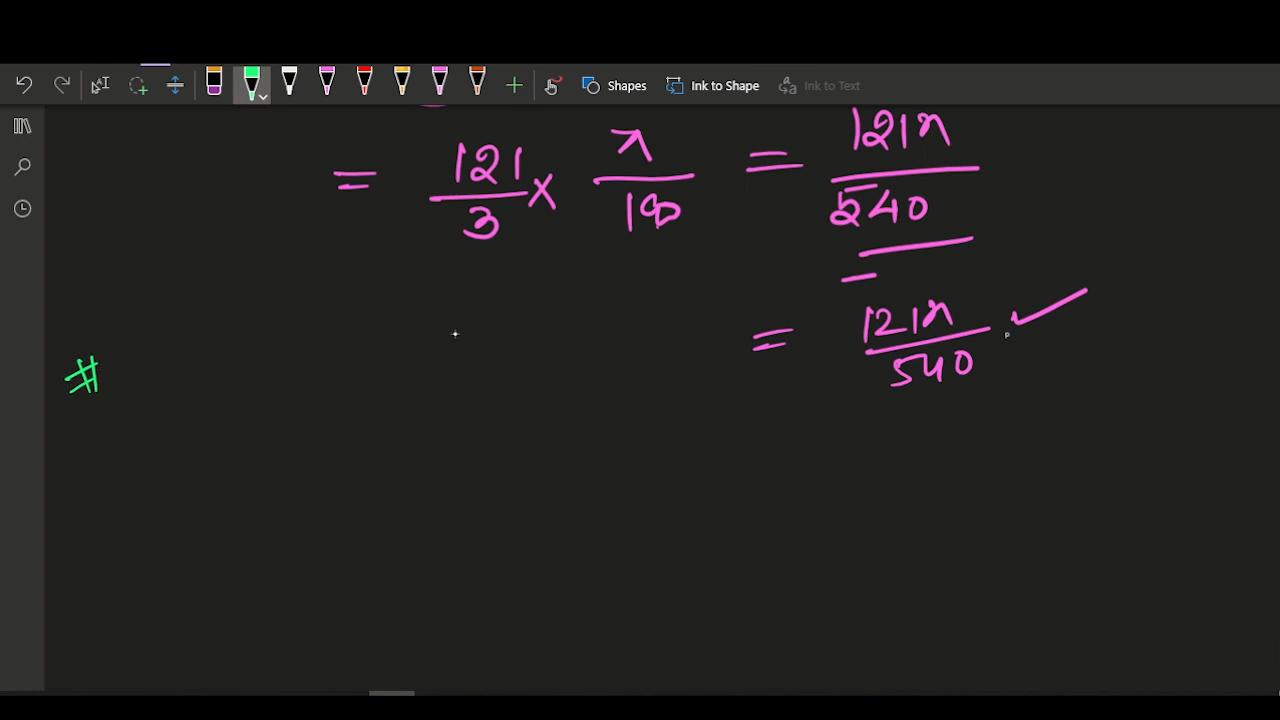 Shapes Ink to Shape Ink to Text
= 121/3 × π/180 = 121π/540
= 121π/540 ✓
#